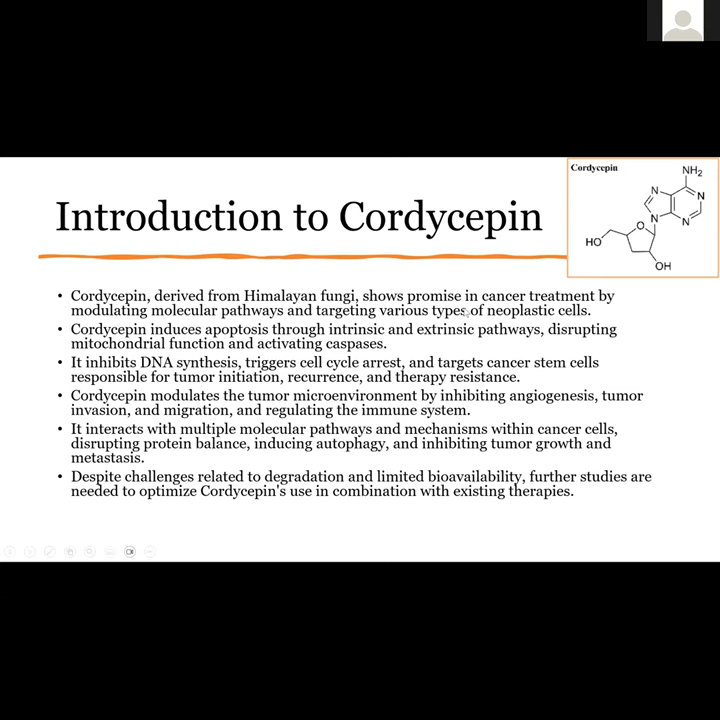 Cordycepin
NH₂
N
N
N
N
O
HO
OH
Introduction to Cordycepin
• Cordycepin, derived from Himalayan fungi, shows promise in cancer treatment by
modulating molecular pathways and targeting various types of neoplastic cells.
• Cordycepin induces apoptosis through intrinsic and extrinsic pathways, disrupting
mitochondrial function and activating caspases.
• It inhibits DNA synthesis, triggers cell cycle arrest, and targets cancer stem cells
responsible for tumor initiation, recurrence, and therapy resistance.
• Cordycepin modulates the tumor microenvironment by inhibiting angiogenesis, tumor
invasion, and migration, and regulating the immune system.
• It interacts with multiple molecular pathways and mechanisms within cancer cells,
disrupting protein balance, inducing autophagy, and inhibiting tumor growth and
metastasis.
• Despite challenges related to degradation and limited bioavailability, further studies are
needed to optimize Cordycepin's use in combination with existing therapies.